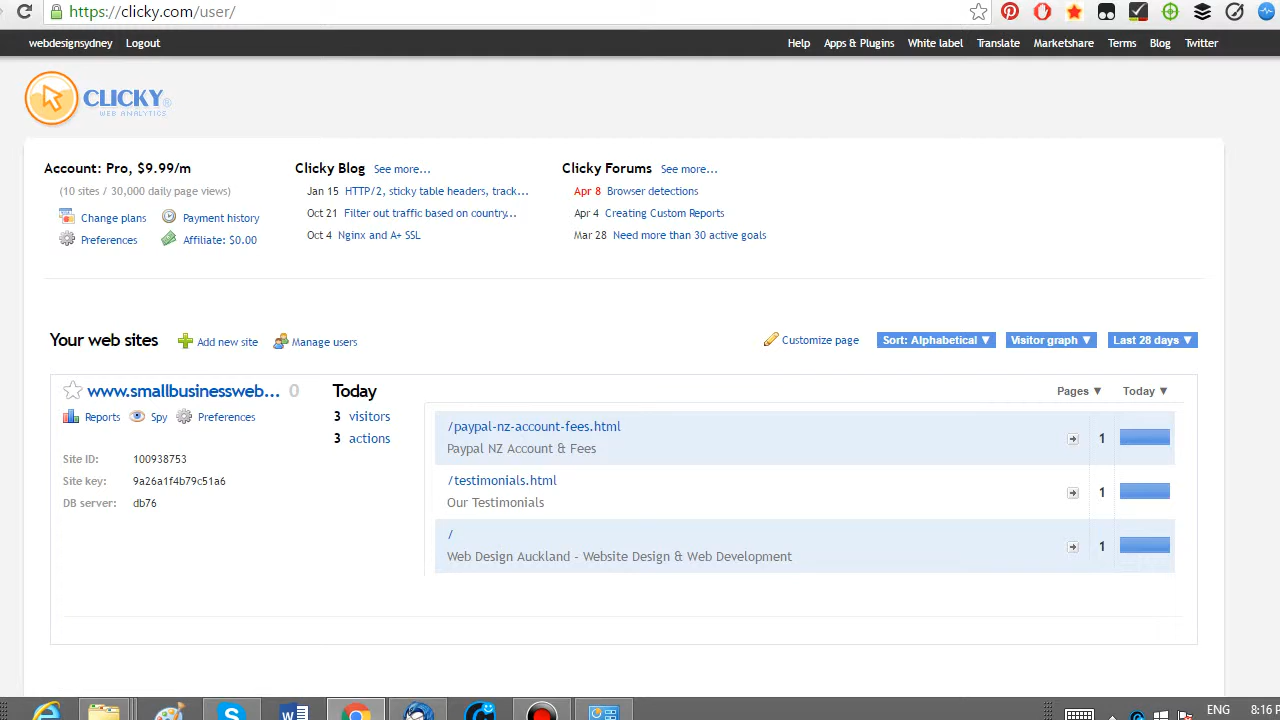 https://clicky.com/user/
webdesignsydney Logout Help Apps & Plugins White label Translate Marketshare Terms Blog Twitter
CLICKY®
WEB ANALYTICS
Account: Pro, $9.99/m
(10 sites / 30,000 daily page views)
Change plans Payment history
Preferences Affiliate: $0.00
Clicky Blog See more...
Jan 15 HTTP/2, sticky table headers, track...
Oct 21 Filter out traffic based on country...
Oct 4 Nginx and A+ SSL
Clicky Forums See more...
Apr 8 Browser detections
Apr 4 Creating Custom Reports
Mar 28 Need more than 30 active goals
Your web sites Add new site Manage users Customize page Sort: Alphabetical ▼ Visitor graph ▼ Last 28 days ▼
www.smallbusinessweb... 0
Reports Spy Preferences
Site ID: 100938753
Site key: 9a26a1f4b79c51a6
DB server: db76
Today
3 visitors
3 actions
Pages ▼ Today ▼
/paypal-nz-account-fees.html 1
Paypal NZ Account & Fees
/testimonials.html 1
Our Testimonials
/ 1
Web Design Auckland - Website Design & Web Development
ENG 8:16 P